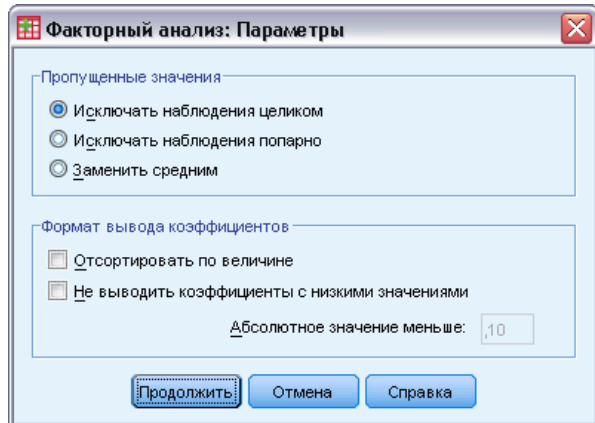 Факторный анализ: Параметры
Пропущенные значения
Исключать наблюдения целиком
Исключать наблюдения попарно
Заменить средним
Формат вывода коэффициентов
Отсортировать по величине
Не выводить коэффициенты с низкими значениями
Абсолютное значение меньше: ,10
Продолжить Отмена Справка